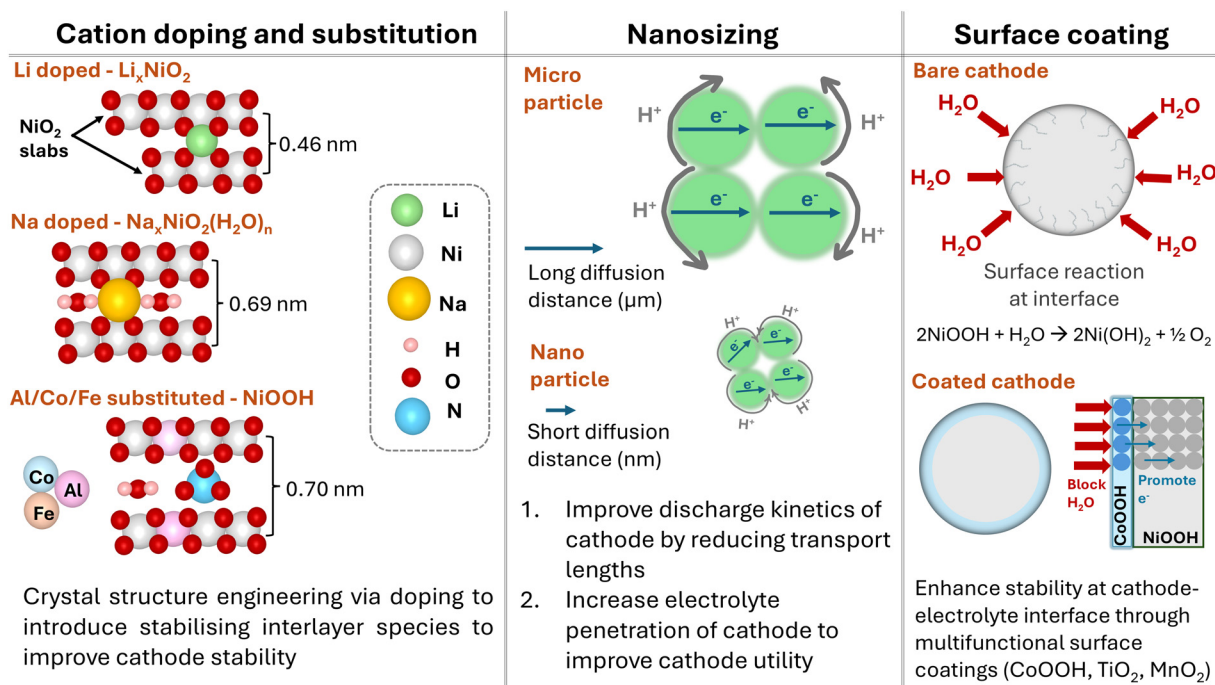 Cation doping and substitution
Li doped - LiₓNiO₂
NiO₂
slabs
0.46 nm
Na doped - NaₓNiO₂(H₂O)ₙ
0.69 nm
Al/Co/Fe substituted - NiOOH
Co
Al
Fe
0.70 nm
Li
Ni
Na
H
O
N
Crystal structure engineering via doping to
introduce stabilising interlayer species to
improve cathode stability
Nanosizing
Micro
particle
H⁺
e⁻
e⁻
H⁺
H⁺
e⁻
e⁻
H⁺
Long diffusion
distance (µm)
Nano
particle
H⁺
H⁺
e⁻
e⁻
e⁻
e⁻
H⁺
H⁺
Short diffusion
distance (nm)
1. Improve discharge kinetics of
cathode by reducing transport
lengths
2. Increase electrolyte
penetration of cathode to
improve cathode utility
Surface coating
Bare cathode
H₂O
H₂O
H₂O
H₂O
H₂O
H₂O
Surface reaction
at interface
2NiOOH + H₂O → 2Ni(OH)₂ + ½ O₂
Coated cathode
Block
H₂O
CoOOH
Promote
e⁻
NiOOH
Enhance stability at cathode-
electrolyte interface through
multifunctional surface
coatings (CoOOH, TiO₂, MnO₂)